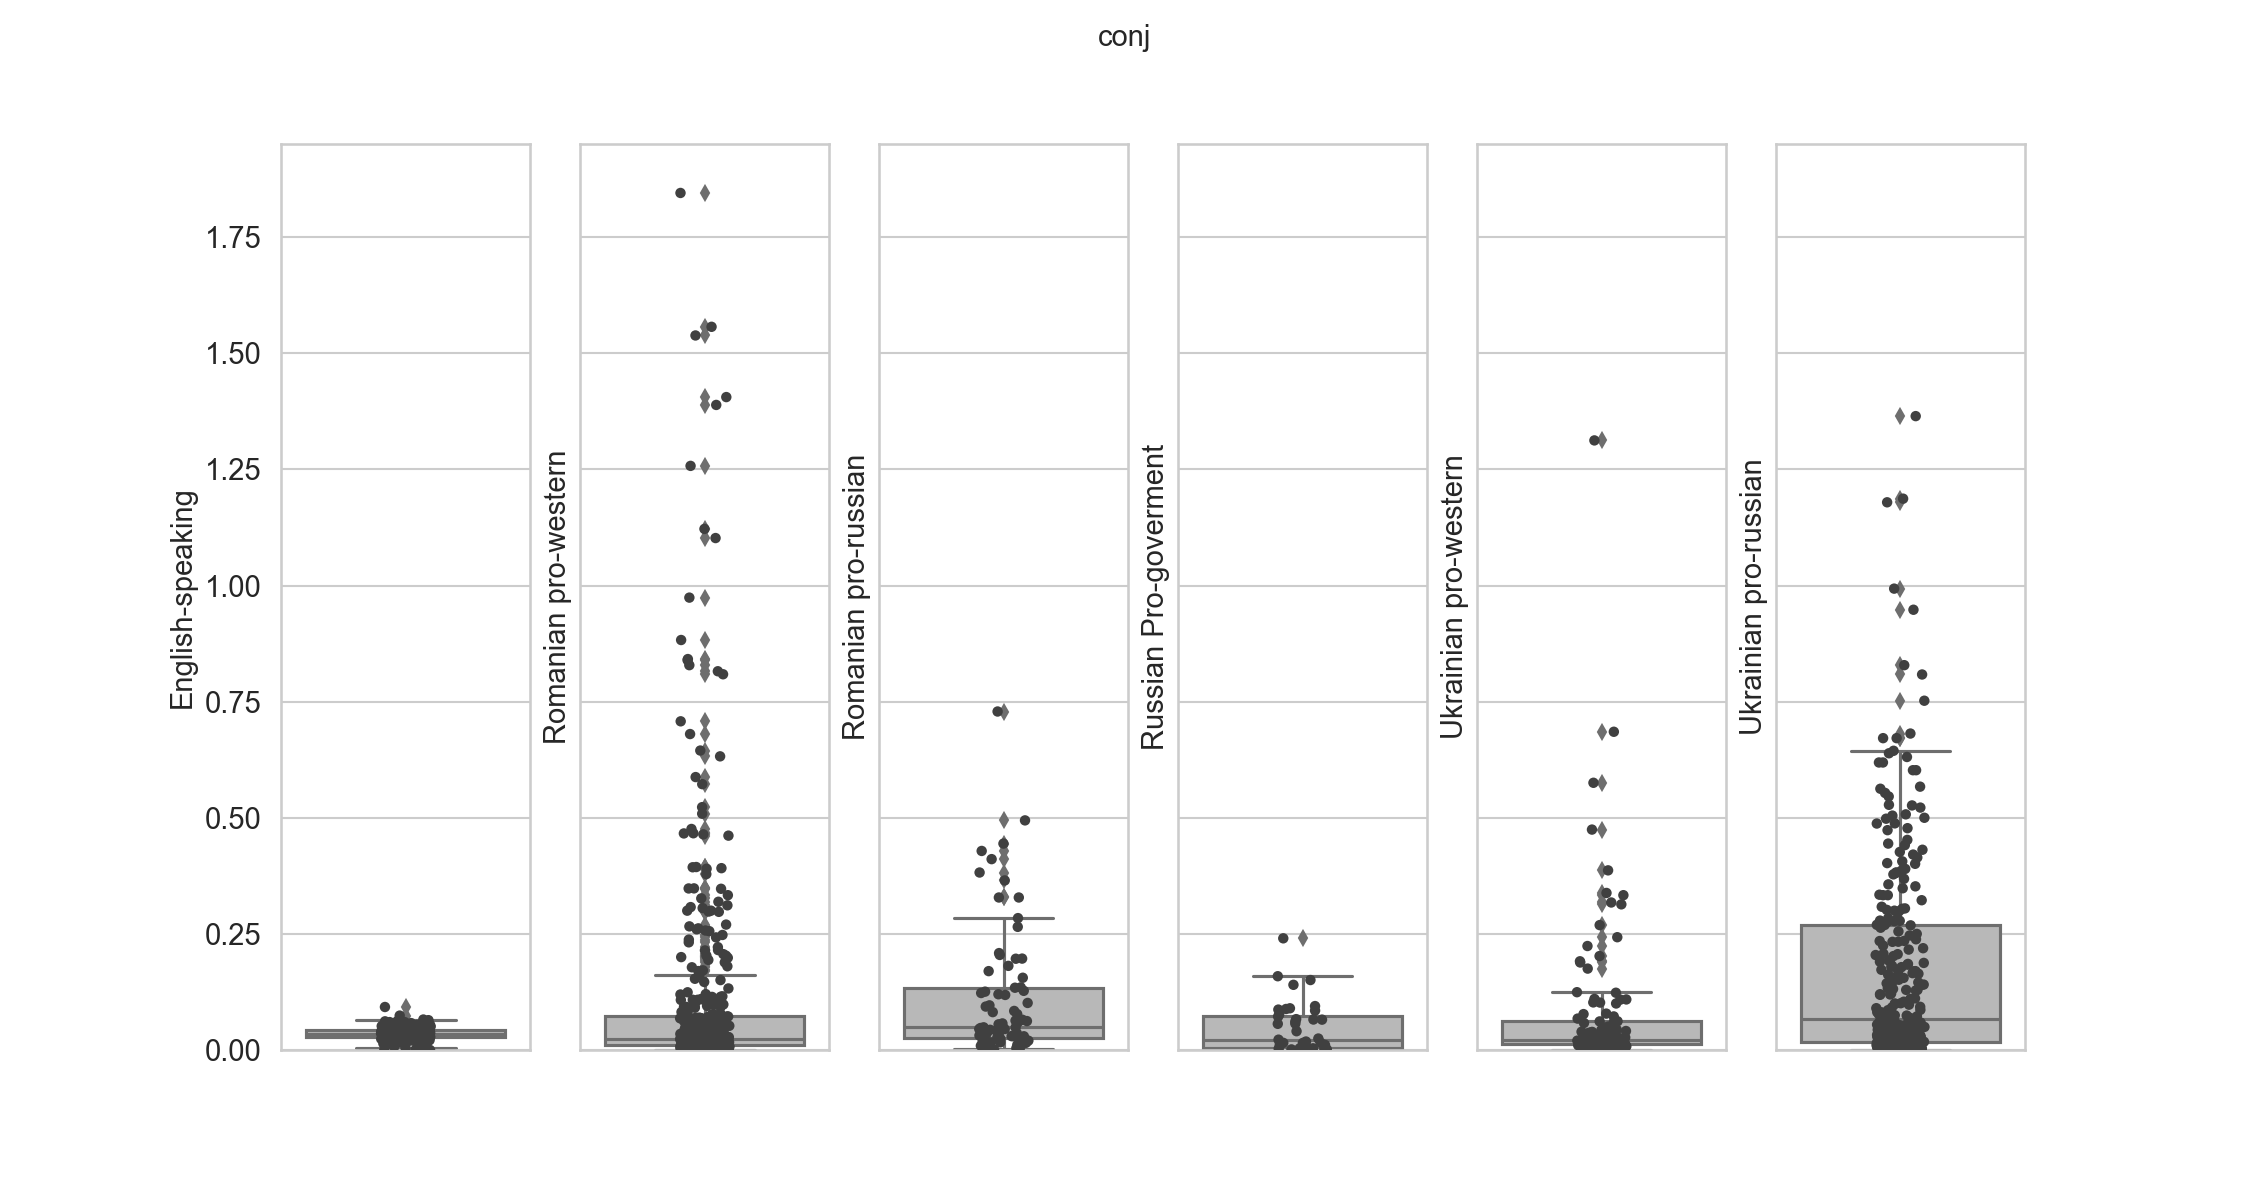 conj
English-speaking
1.75
1.50
1.25
1.00
0.75
0.50
0.25
0.00
Romanian pro-western
Romanian pro-russian
Russian Pro-goverment
Ukrainian pro-western
Ukrainian pro-russian